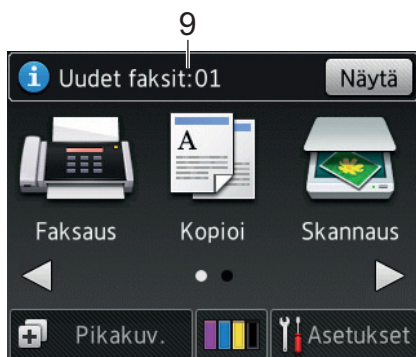 9
Uudet faksit:01 Näytä
A
Faksaus Kopioi Skannaus
Pikakuv. Asetukset